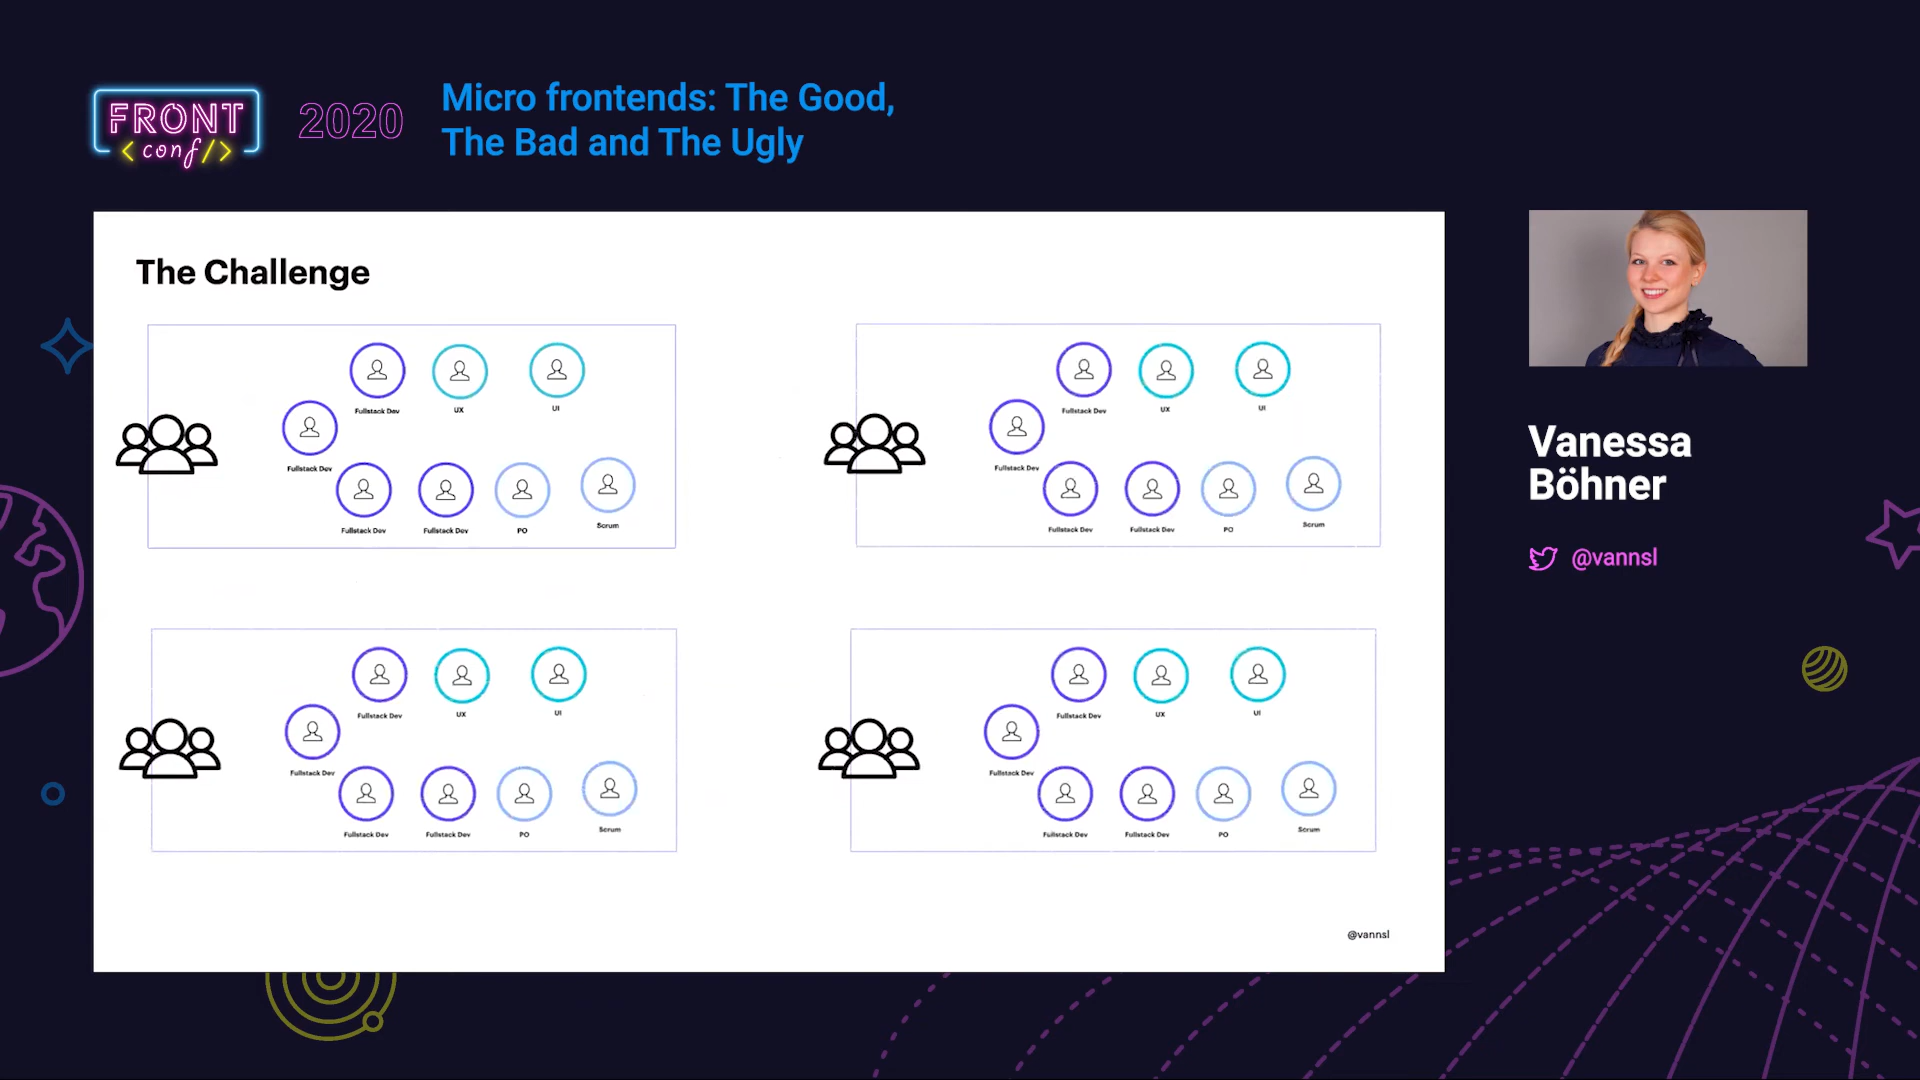 FRONT
<conf/>
2020
Micro frontends: The Good,
The Bad and The Ugly
The Challenge
Fullstack Dev
UX
UI
Fullstack Dev
Fullstack Dev
Fullstack Dev
PO
Scrum
Fullstack Dev
UX
UI
Fullstack Dev
Fullstack Dev
Fullstack Dev
PO
Scrum
Fullstack Dev
UX
UI
Fullstack Dev
Fullstack Dev
Fullstack Dev
PO
Scrum
Fullstack Dev
UX
UI
Fullstack Dev
Fullstack Dev
Fullstack Dev
PO
Scrum
@vannsl
Vanessa
Böhner
@vannsl